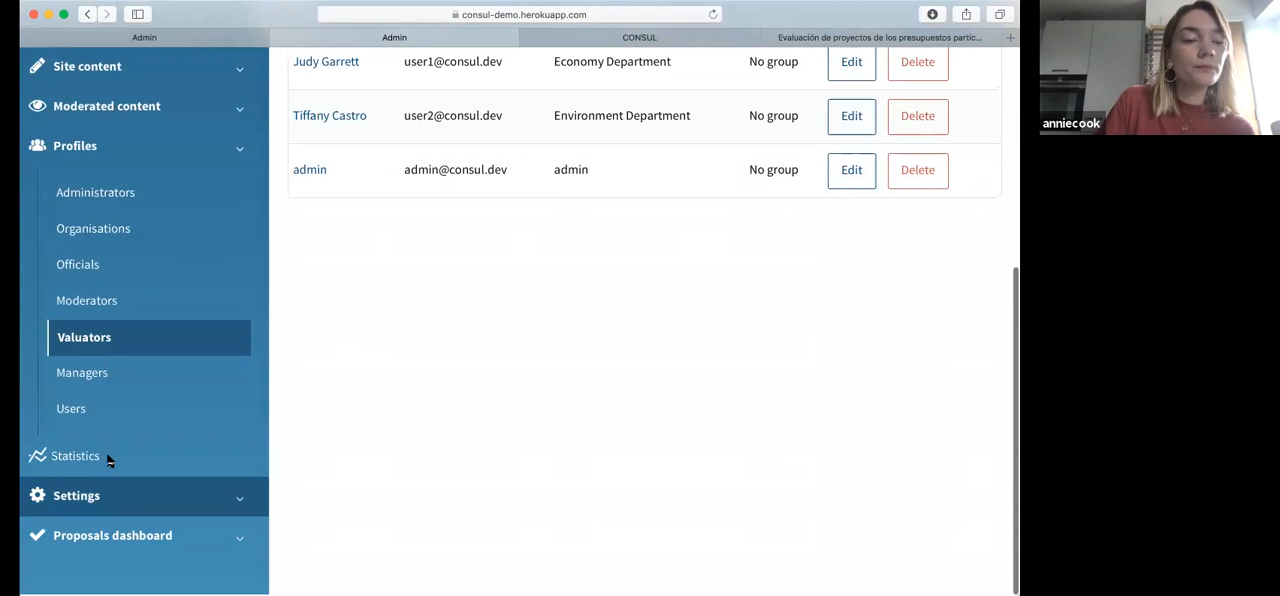 consul-demo.herokuapp.com
Admin
Admin
CONSUL
Evaluación de proyectos de los presupuestos partic...
Site content
Moderated content
Profiles
Administrators
Organisations
Officials
Moderators
Valuators
Managers
Users
Statistics
Settings
Proposals dashboard
Judy Garrett user1@consul.dev Economy Department No group Edit Delete
Tiffany Castro user2@consul.dev Environment Department No group Edit Delete
admin admin@consul.dev admin No group Edit Delete
anniecook